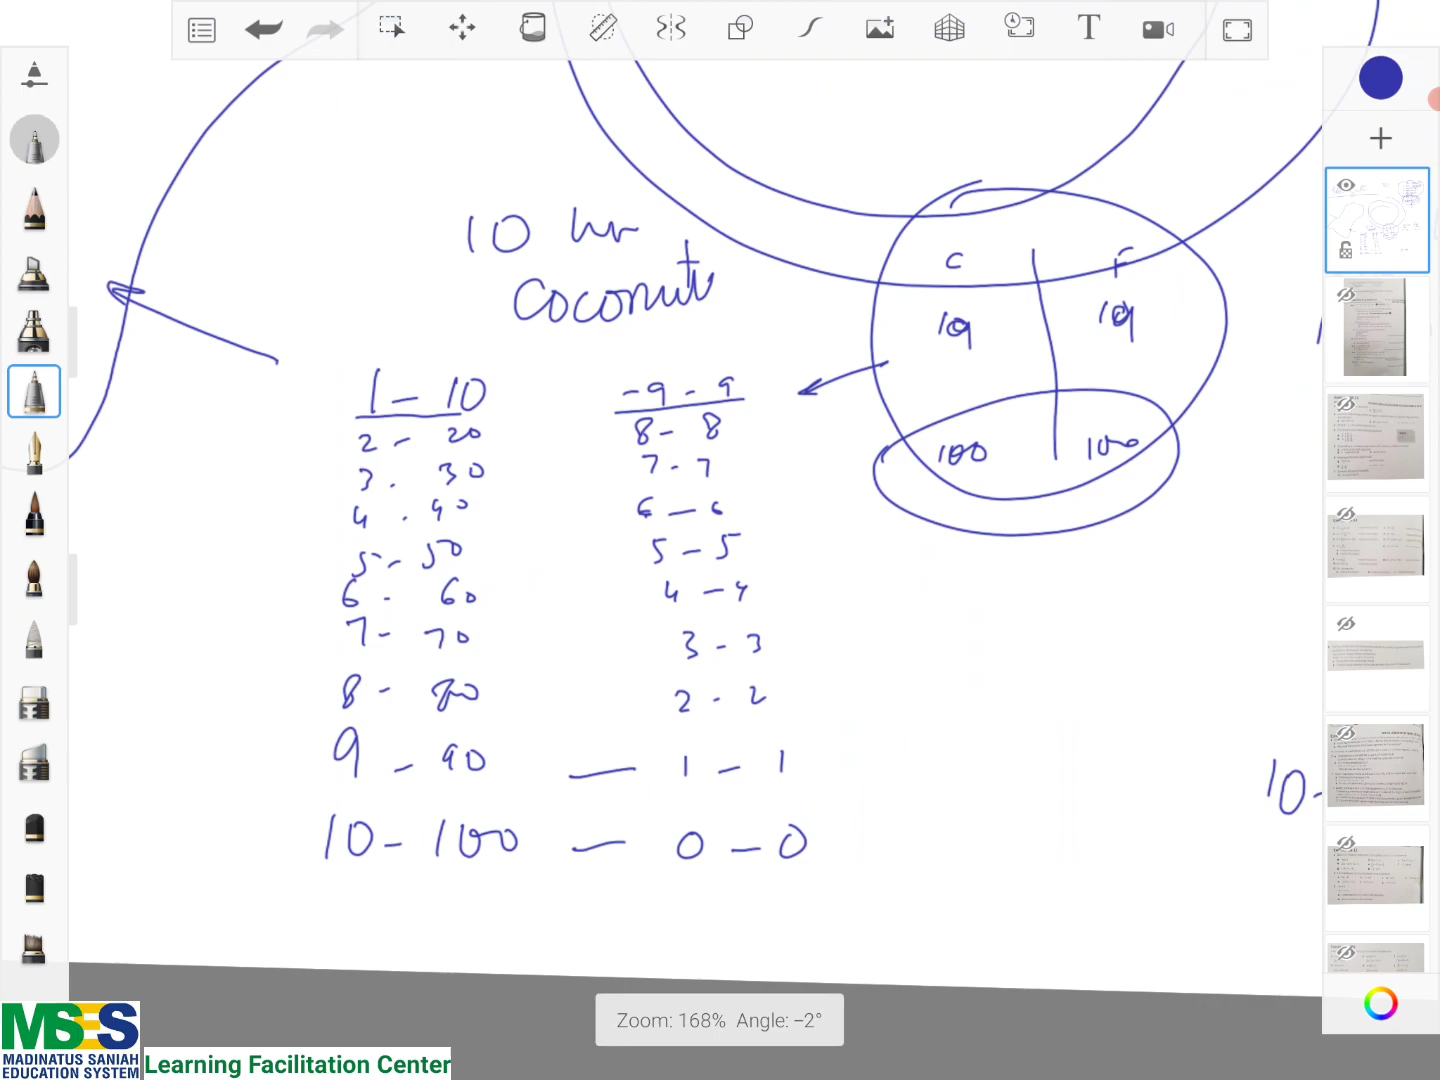 10 hr
coconut
C F
10 10
100 100
1 – 10
2 – 20
3 . 30
4 . 40
5 – 50
6 - 60
7 - 70
8 - 80
9 – 90 — 1 – 1
10 – 100 — 0 – 0
- 9 - 9
8 – 8
7 - 7
6 – 6
5 – 5
4 – 4
3 - 3
2 - 2
10-
Zoom: 168% Angle: –2°
MSES
MADINATUS SANIAH
EDUCATION SYSTEM
Learning Facilitation Center
T